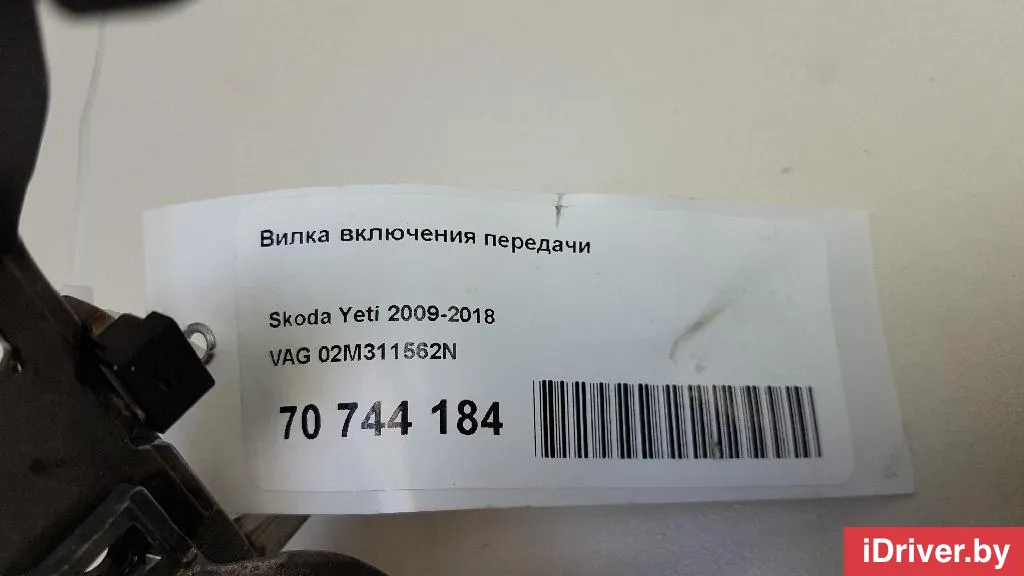 Вилка включения передачи
Skoda Yeti 2009-2018
VAG 02M311562N
70 744 184
iDriver.by